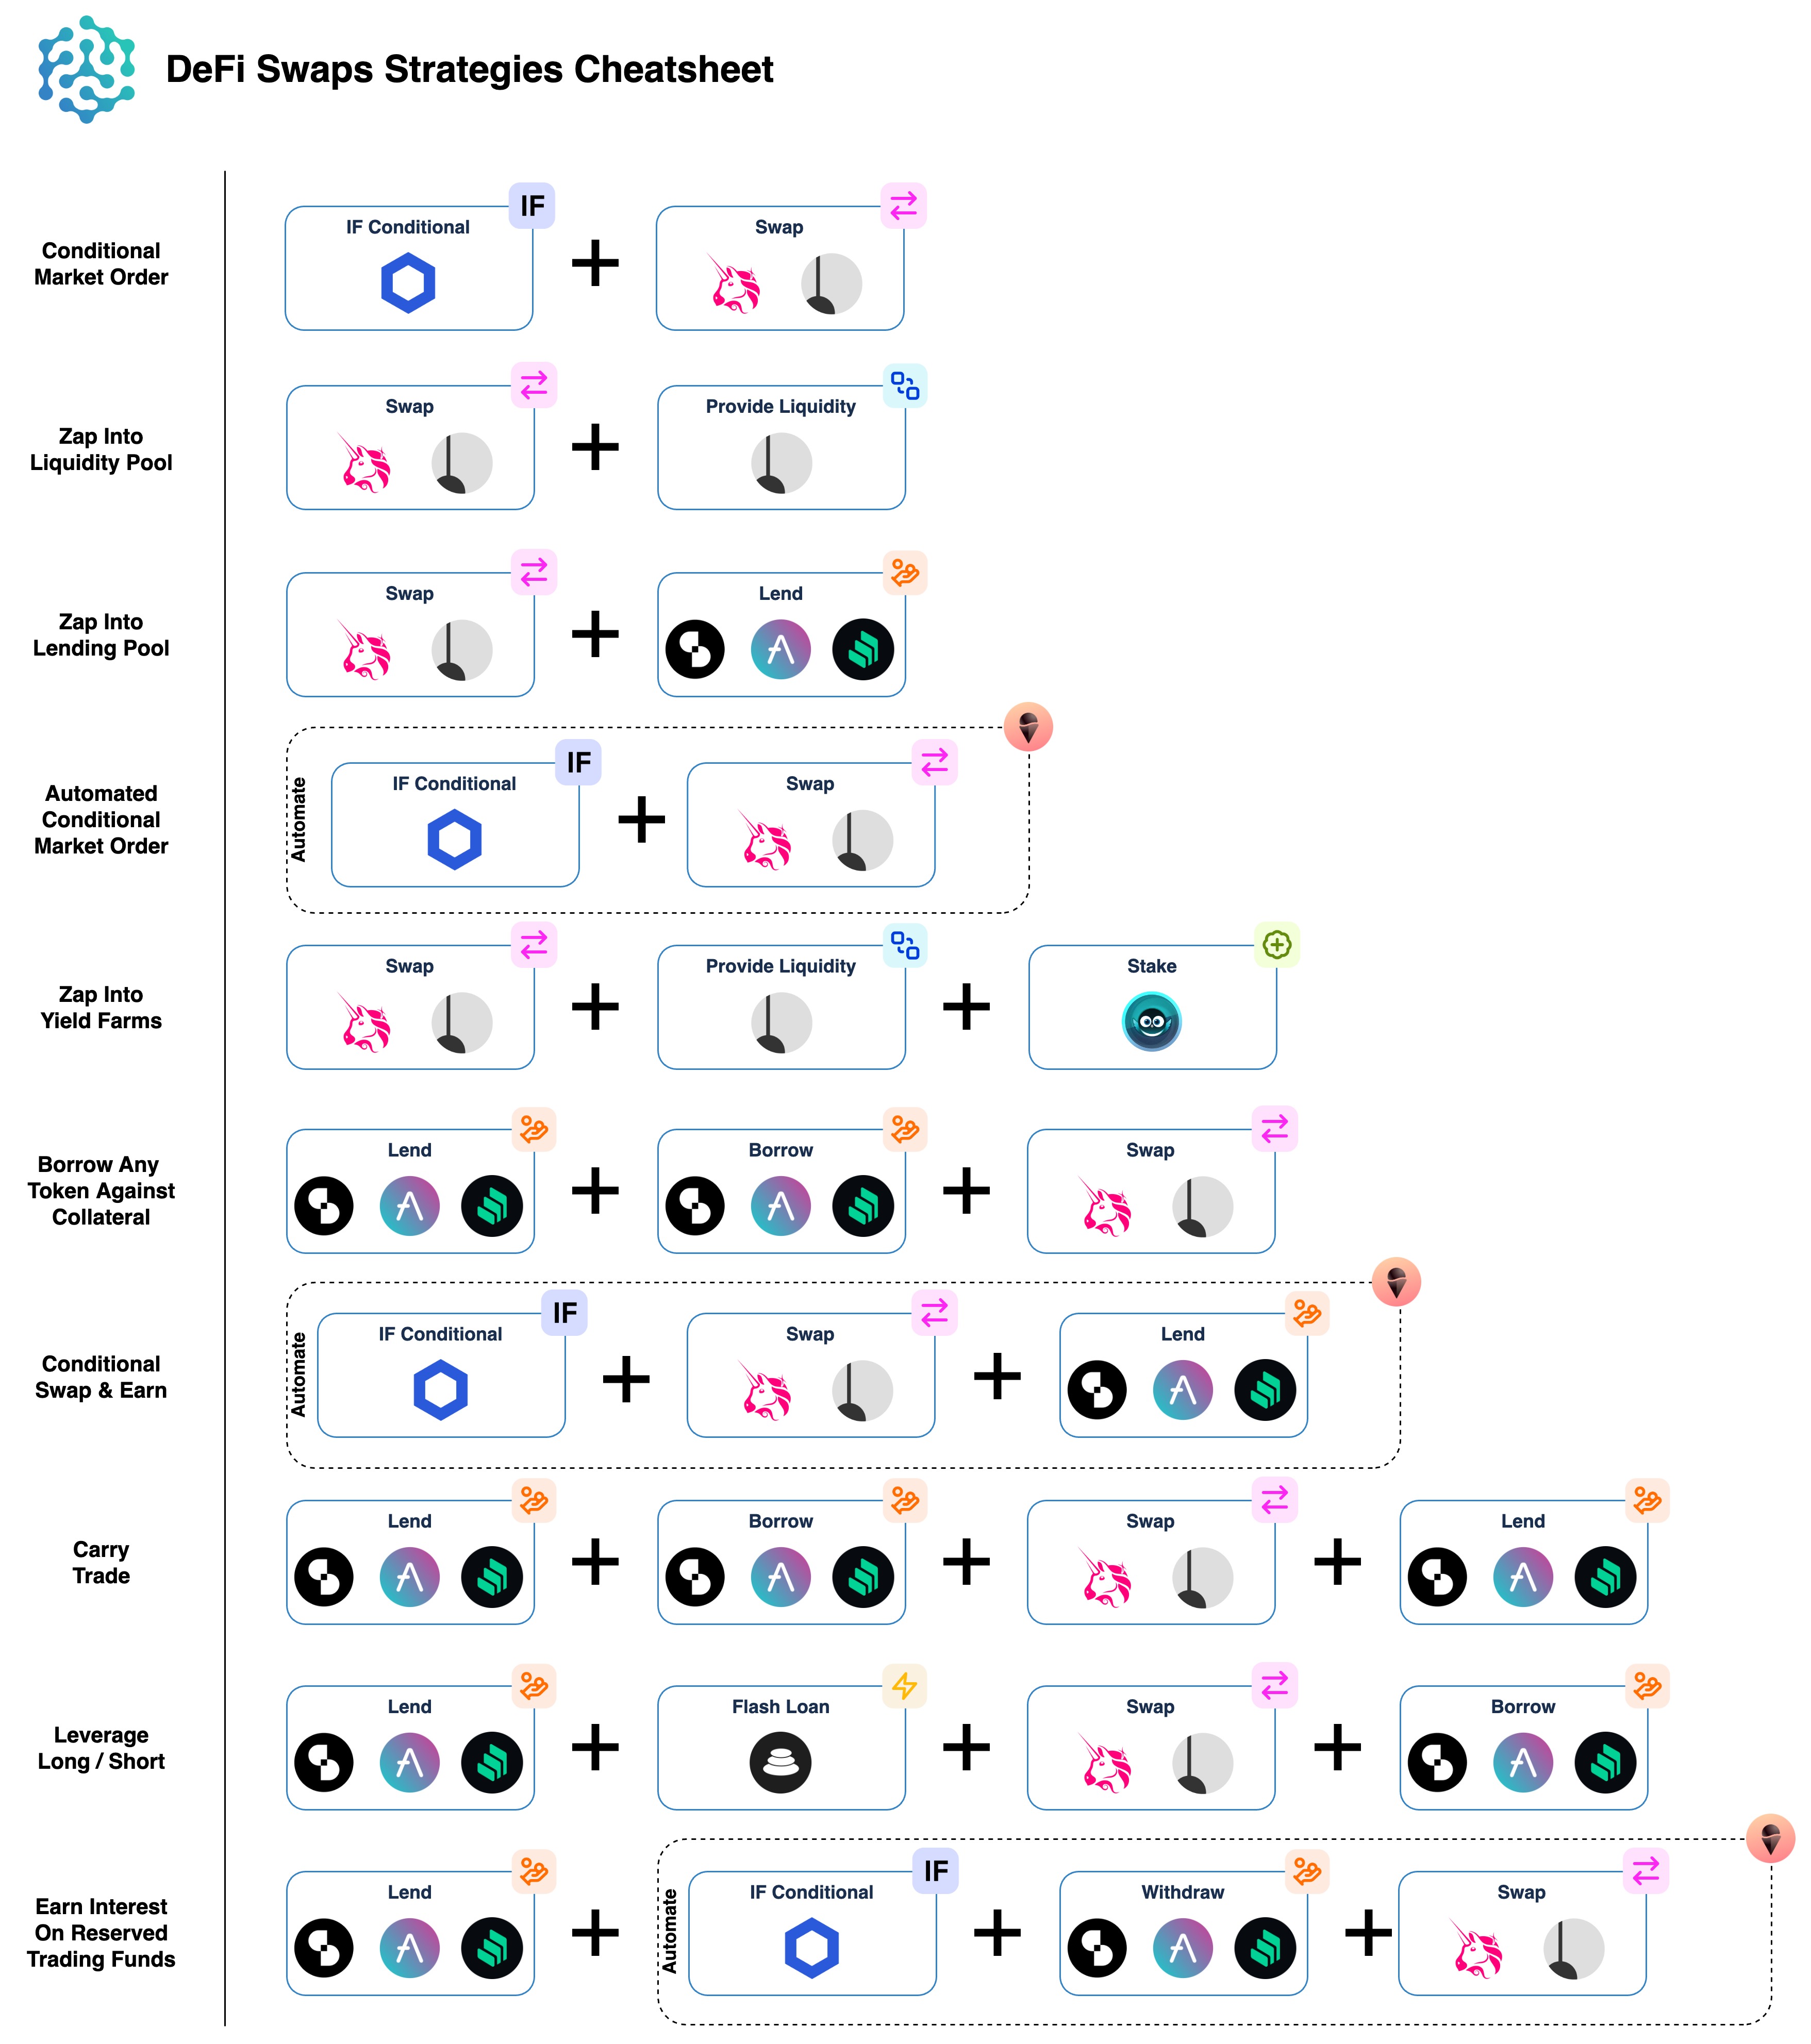 DeFi Swaps Strategies Cheatsheet
Conditional
Market Order
IF Conditional
IF
Swap
Zap Into
Liquidity Pool
Swap
Provide Liquidity
Zap Into
Lending Pool
Swap
Lend
Automated
Conditional
Market Order
Automate
IF Conditional
IF
Swap
Zap Into
Yield Farms
Swap
Provide Liquidity
Stake
Borrow Any
Token Against
Collateral
Lend
Borrow
Swap
Conditional
Swap & Earn
Automate
IF Conditional
IF
Swap
Lend
Carry
Trade
Lend
Borrow
Swap
Lend
Leverage
Long / Short
Lend
Flash Loan
Swap
Borrow
Earn Interest
On Reserved
Trading Funds
Lend
Automate
IF Conditional
IF
Withdraw
Swap